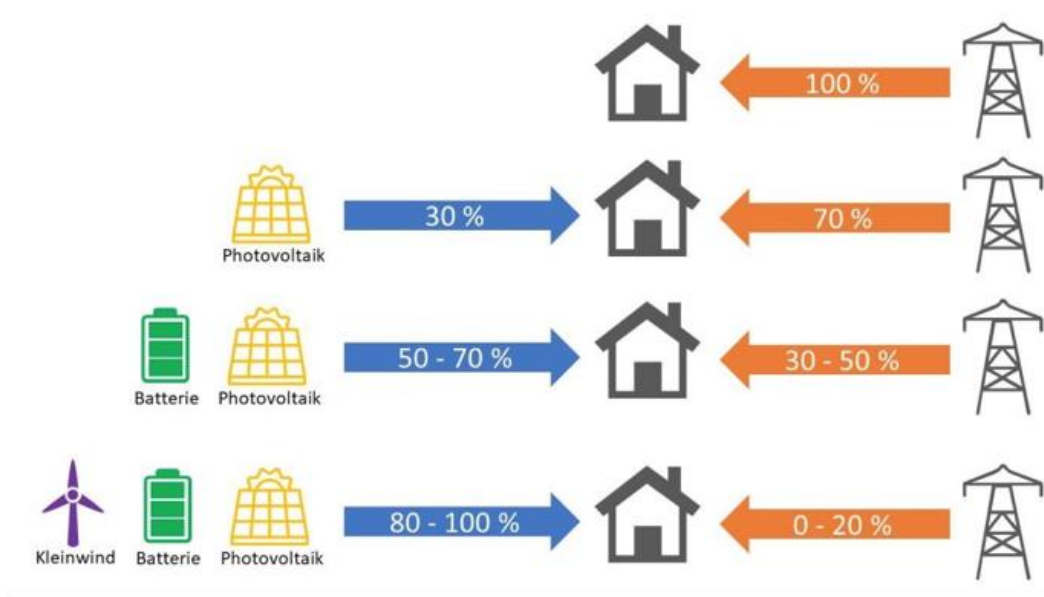 100 %
30 %
70 %
Photovoltaik
50 - 70 %
30 - 50 %
Batterie
Photovoltaik
80 - 100 %
0 - 20 %
Kleinwind
Batterie
Photovoltaik